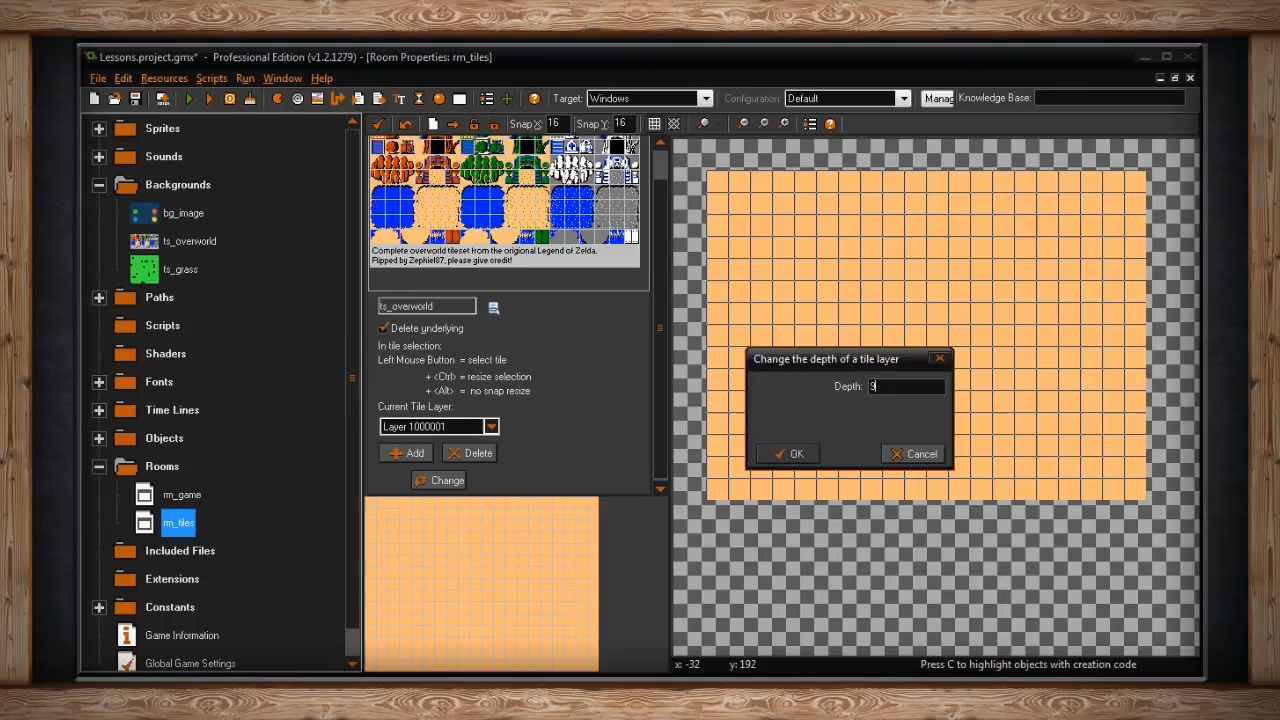 Lessons.project.gmx* - Professional Edition (v1.2.1279) - [Room Properties: rm_tiles]
File Edit Resources Scripts Run Window Help
Target: Windows Configuration: Default Manag Knowledge Base:
Snap X: 16 Snap Y: 16
Sprites
Sounds
Backgrounds
bg_image
ts_overworld
ts_grass
Paths
Scripts
Shaders
Fonts
Time Lines
Objects
Rooms
rm_game
rm_tiles
Included Files
Extensions
Constants
Game Information
Global Game Settings
Complete overworld tileset from the origional Legend of Zelda.
Ripped by Zephiel87, please give credit!
ts_overworld
Delete underlying
In tile selection:
Left Mouse Button = select tile
+ <Ctrl> = resize selection
+ <Alt> = no snap resize
Current Tile Layer:
Layer 1000001
Add Delete
Change
Change the depth of a tile layer
Depth: 9
OK Cancel
x: -32 y: 192 Press C to highlight objects with creation code